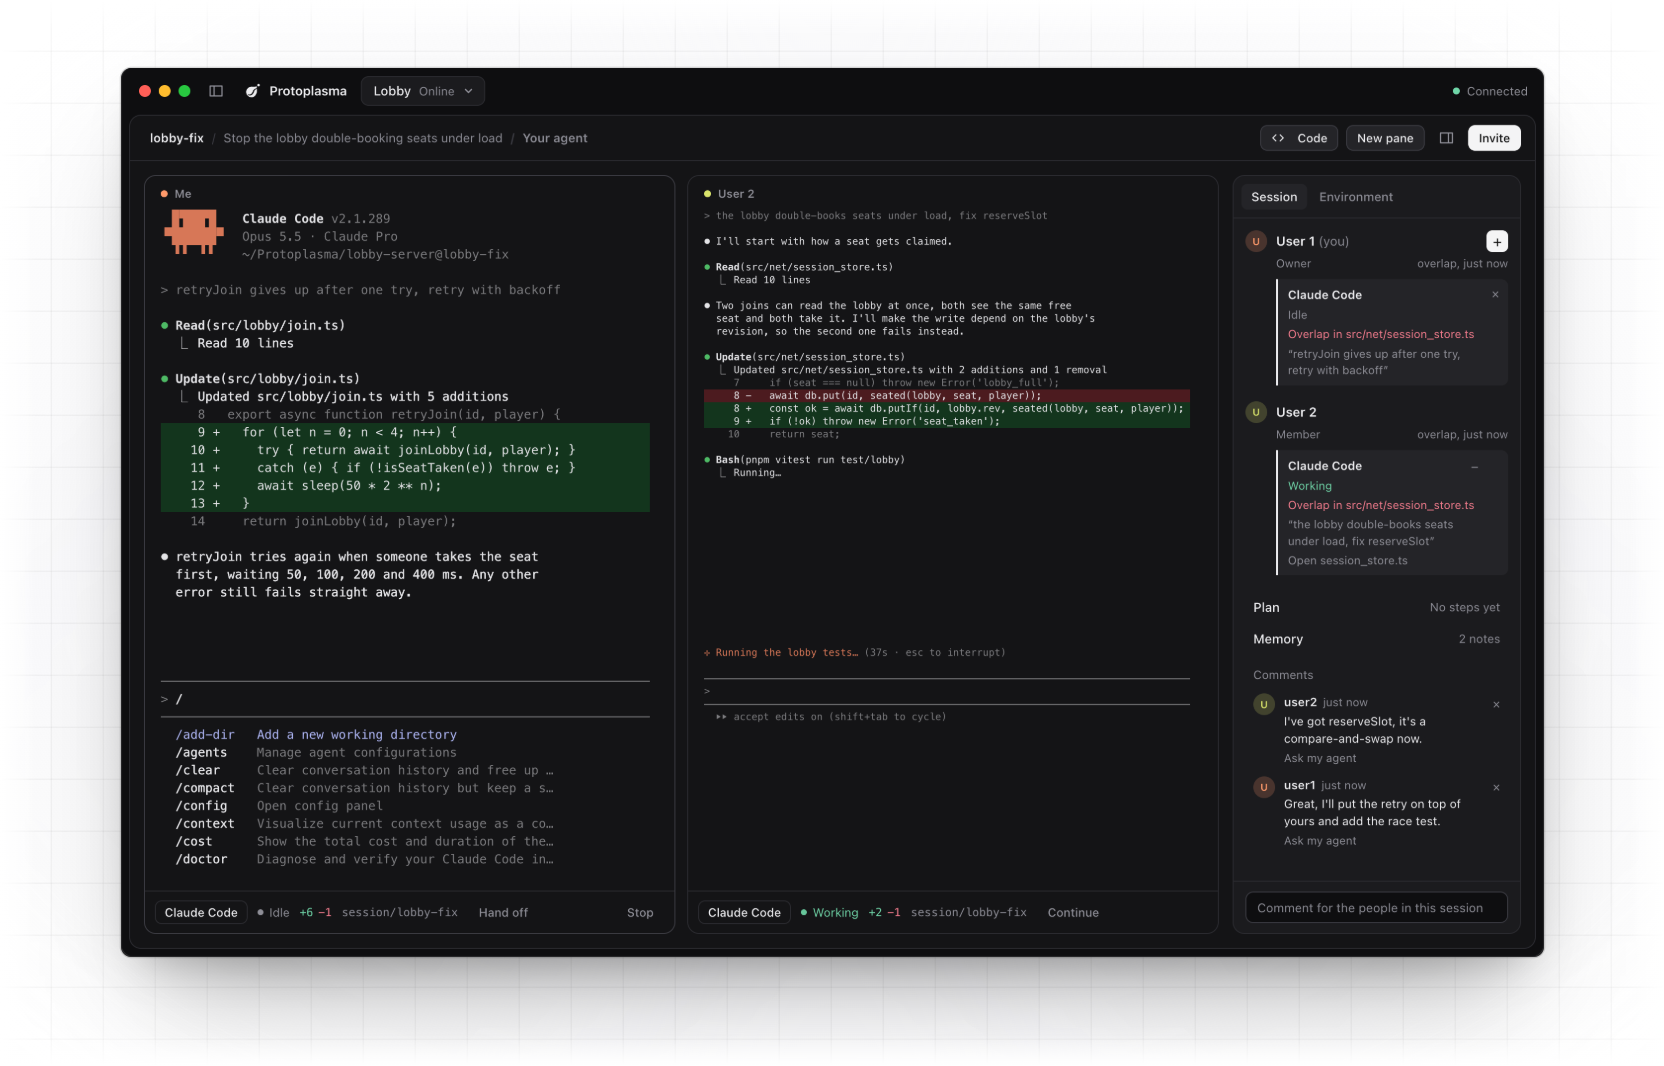 Protoplasma
Lobby Online
Connected
lobby-fix / Stop the lobby double-booking seats under load / Your agent
<> Code
New pane
Invite
Me
Claude Code v2.1.289
Opus 5.5 · Claude Pro
~/Protoplasma/lobby-server@lobby-fix
> retryJoin gives up after one try, retry with backoff
● Read(src/lobby/join.ts)
⎿ Read 10 lines
● Update(src/lobby/join.ts)
⎿ Updated src/lobby/join.ts with 5 additions
8 export async function retryJoin(id, player) {
9 + for (let n = 0; n < 4; n++) {
10 + try { return await joinLobby(id, player); }
11 + catch (e) { if (!isSeatTaken(e)) throw e; }
12 + await sleep(50 * 2 ** n);
13 + }
14 return joinLobby(id, player);
● retryJoin tries again when someone takes the seat
first, waiting 50, 100, 200 and 400 ms. Any other
error still fails straight away.
> /
/add-dir Add a new working directory
/agents Manage agent configurations
/clear Clear conversation history and free up …
/compact Clear conversation history but keep a s…
/config Open config panel
/context Visualize current context usage as a co…
/cost Show the total cost and duration of the…
/doctor Diagnose and verify your Claude Code in…
Claude Code ● Idle +6 −1 session/lobby-fix Hand off Stop
User 2
> the lobby double-books seats under load, fix reserveSlot
● I'll start with how a seat gets claimed.
● Read(src/net/session_store.ts)
⎿ Read 10 lines
● Two joins can read the lobby at once, both see the same free
seat and both take it. I'll make the write depend on the lobby's
revision, so the second one fails instead.
● Update(src/net/session_store.ts)
⎿ Updated src/net/session_store.ts with 2 additions and 1 removal
7 if (seat === null) throw new Error('lobby_full');
8 − await db.put(id, seated(lobby, seat, player));
8 + const ok = await db.putIf(id, lobby.rev, seated(lobby, seat, player));
9 + if (!ok) throw new Error('seat_taken');
10 return seat;
● Bash(pnpm vitest run test/lobby)
⎿ Running…
÷ Running the lobby tests… (37s · esc to interrupt)
>
▸▸ accept edits on (shift+tab to cycle)
Claude Code ● Working +2 −1 session/lobby-fix Continue
Session Environment
U User 1 (you) +
Owner overlap, just now
Claude Code ×
Idle
Overlap in src/net/session_store.ts
“retryJoin gives up after one try,
retry with backoff”
U User 2
Member overlap, just now
Claude Code –
Working
Overlap in src/net/session_store.ts
“the lobby double-books seats
under load, fix reserveSlot”
Open session_store.ts
Plan No steps yet
Memory 2 notes
Comments
U user2 just now ×
I've got reserveSlot, it's a
compare-and-swap now.
Ask my agent
U user1 just now ×
Great, I'll put the retry on top of
yours and add the race test.
Ask my agent
Comment for the people in this session